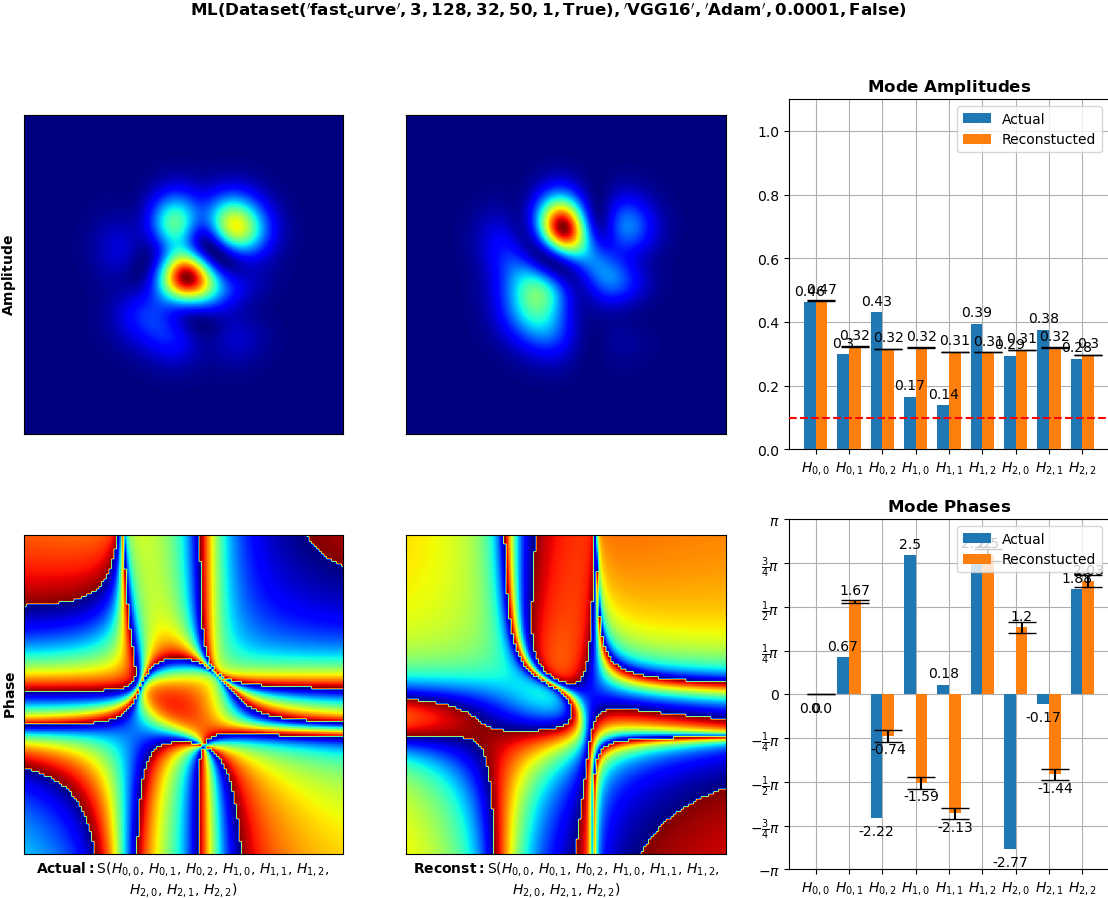 ML(Dataset('fast_curve', 3, 128, 32, 50, 1, True), 'VGG16', 'Adam', 0.0001, False)
Amplitude
Mode Amplitudes
Actual
Reconstucted
1.0
0.8
0.6
0.4
0.2
0.0
0.46
0.47
0.3
0.32
0.43
0.32
0.17
0.32
0.14
0.31
0.39
0.31
0.29
0.31
0.38
0.32
0.28
0.3
H0,0 H0,1 H0,2 H1,0 H1,1 H1,2 H2,0 H2,1 H2,2
Phase
Actual: S(H0,0, H0,1, H0,2, H1,0, H1,1, H1,2,
H2,0, H2,1, H2,2)
Reconst: S(H0,0, H0,1, H0,2, H1,0, H1,1, H1,2,
H2,0, H2,1, H2,2)
Mode Phases
Actual
Reconstucted
π
3/4π
1/2π
1/4π
0
−1/4π
−1/2π
−3/4π
−π
0.0
0.0
0.67
1.67
-2.22
-0.74
2.5
-1.59
0.18
-2.13
-2.77
1.2
-0.17
-1.44
1.88
2.03
H0,0 H0,1 H0,2 H1,0 H1,1 H1,2 H2,0 H2,1 H2,2